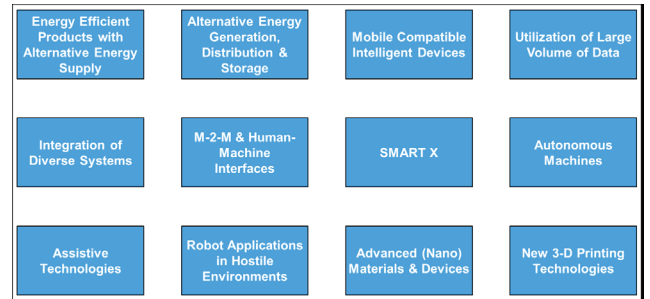 Energy Efficient
Products with
Alternative Energy
Supply
Alternative Energy
Generation,
Distribution &
Storage
Mobile Compatible
Intelligent Devices
Utilization of Large
Volume of Data
Integration of
Diverse Systems
M-2-M & Human-
Machine
Interfaces
SMART X
Autonomous
Machines
Assistive
Technologies
Robot Applications
in Hostile
Environments
Advanced (Nano)
Materials & Devices
New 3-D Printing
Technologies